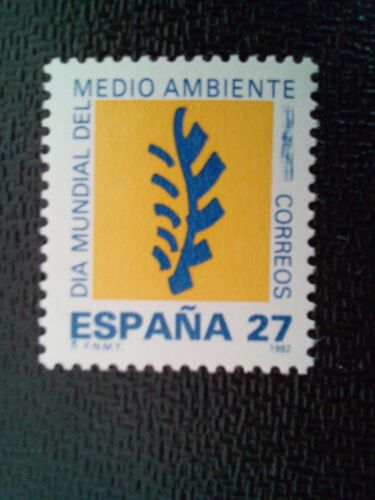 DIA MUNDIAL DEL
MEDIO AMBIENTE
CORREOS
ESPAÑA 27
F.N.M.T.
1992